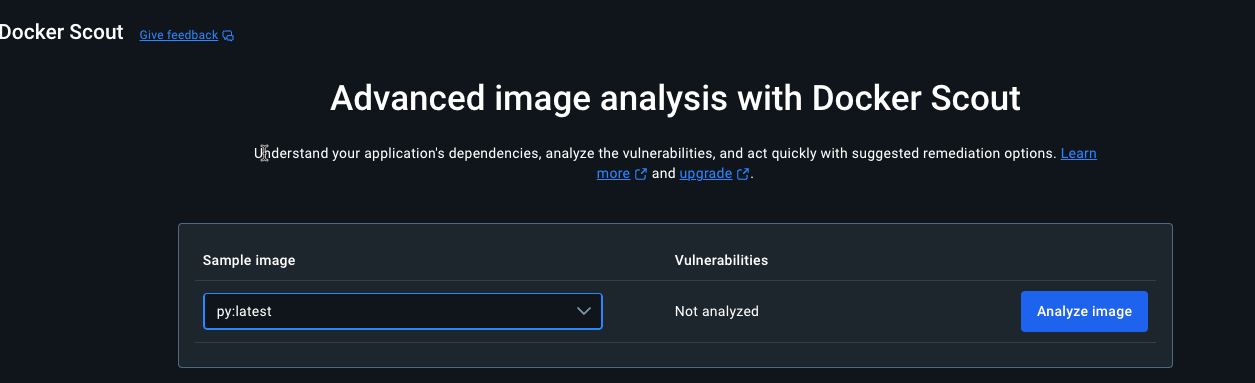 Docker Scout Give feedback
Advanced image analysis with Docker Scout
Understand your application's dependencies, analyze the vulnerabilities, and act quickly with suggested remediation options. Learn
more and upgrade.
Sample image Vulnerabilities
py:latest Not analyzed Analyze image